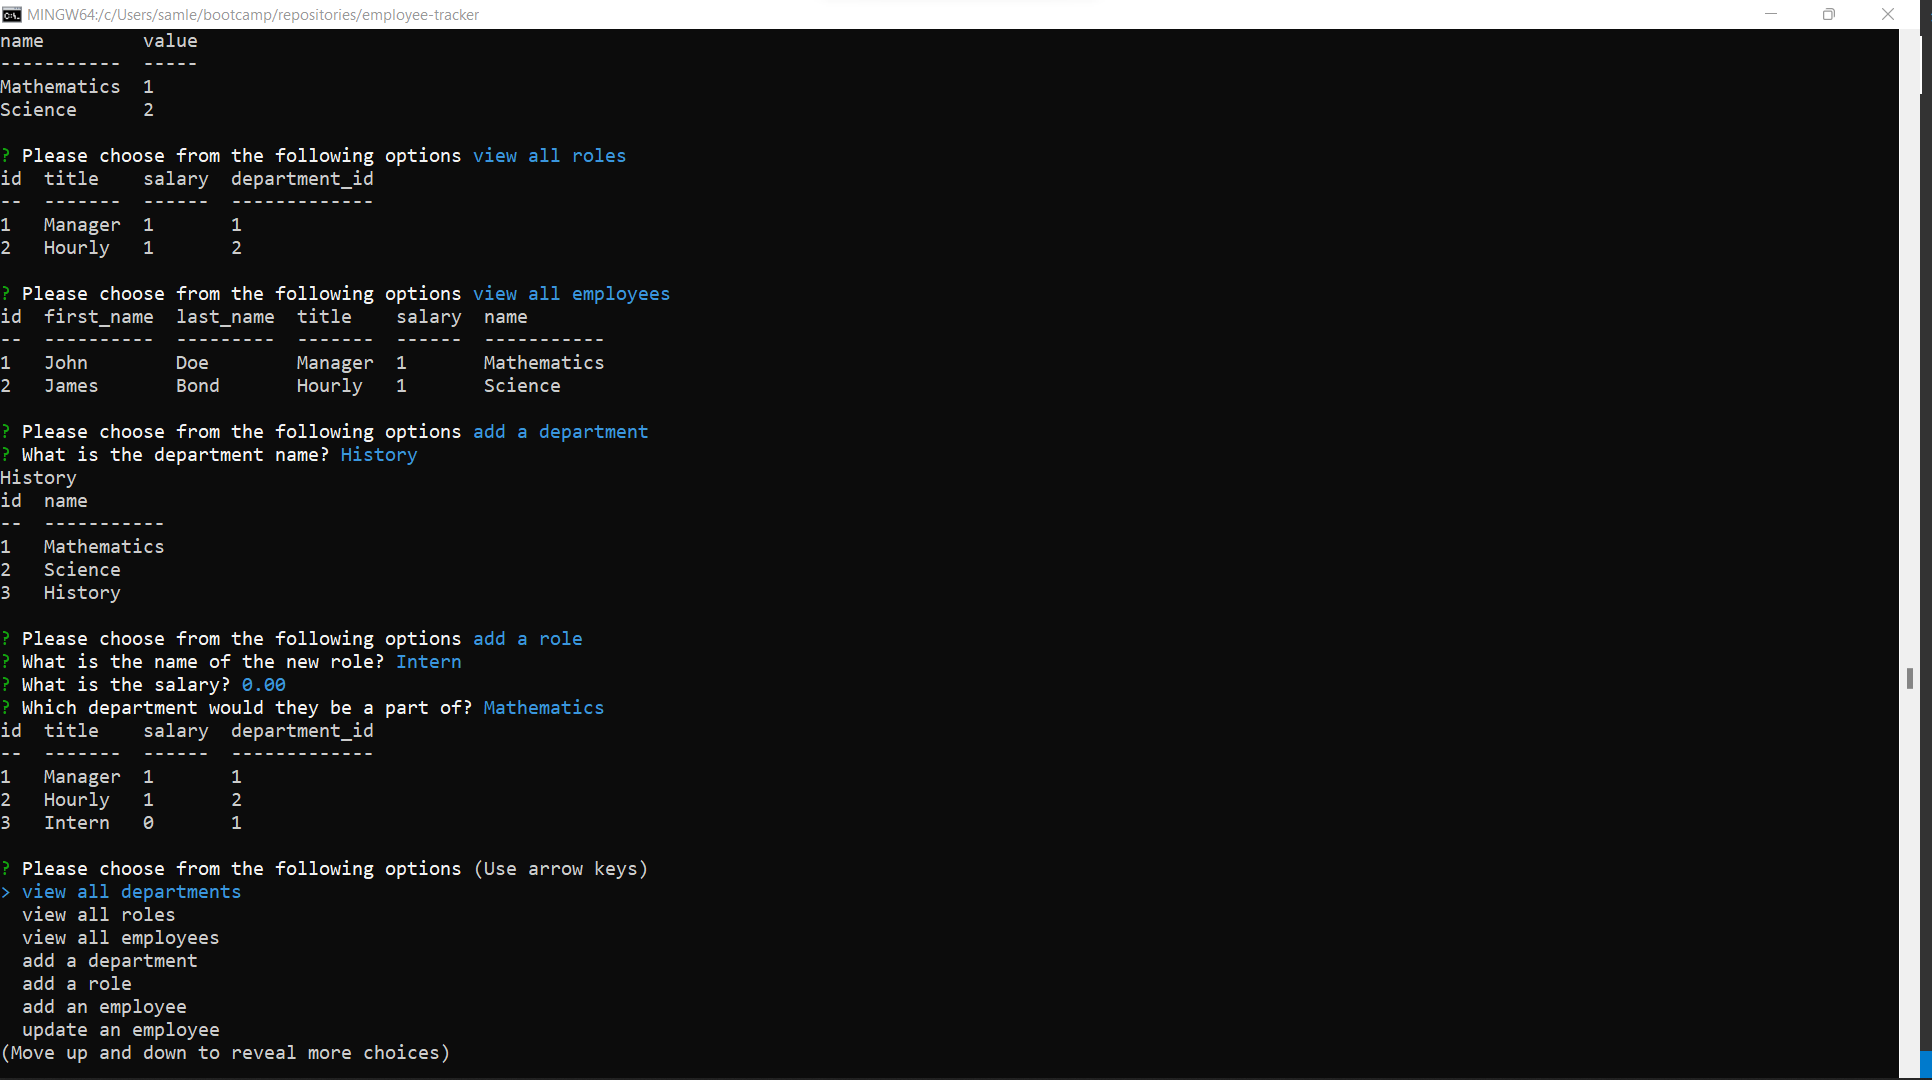 MINGW64:/c/Users/samle/bootcamp/repositories/employee-tracker
name         value
-----------  -----
Mathematics  1
Science      2
? Please choose from the following options view all roles
id  title    salary  department_id
--  -------  ------  -------------
1   Manager  1       1
2   Hourly   1       2
? Please choose from the following options view all employees
id  first_name  last_name  title    salary  name
--  ----------  ---------  -------  ------  -----------
1   John        Doe        Manager  1       Mathematics
2   James       Bond       Hourly   1       Science
? Please choose from the following options add a department
? What is the department name? History
History
id  name
--  -----------
1   Mathematics
2   Science
3   History
? Please choose from the following options add a role
? What is the name of the new role? Intern
? What is the salary? 0.00
? Which department would they be a part of? Mathematics
id  title    salary  department_id
--  -------  ------  -------------
1   Manager  1       1
2   Hourly   1       2
3   Intern   0       1
? Please choose from the following options (Use arrow keys)
> view all departments
  view all roles
  view all employees
  add a department
  add a role
  add an employee
  update an employee
(Move up and down to reveal more choices)